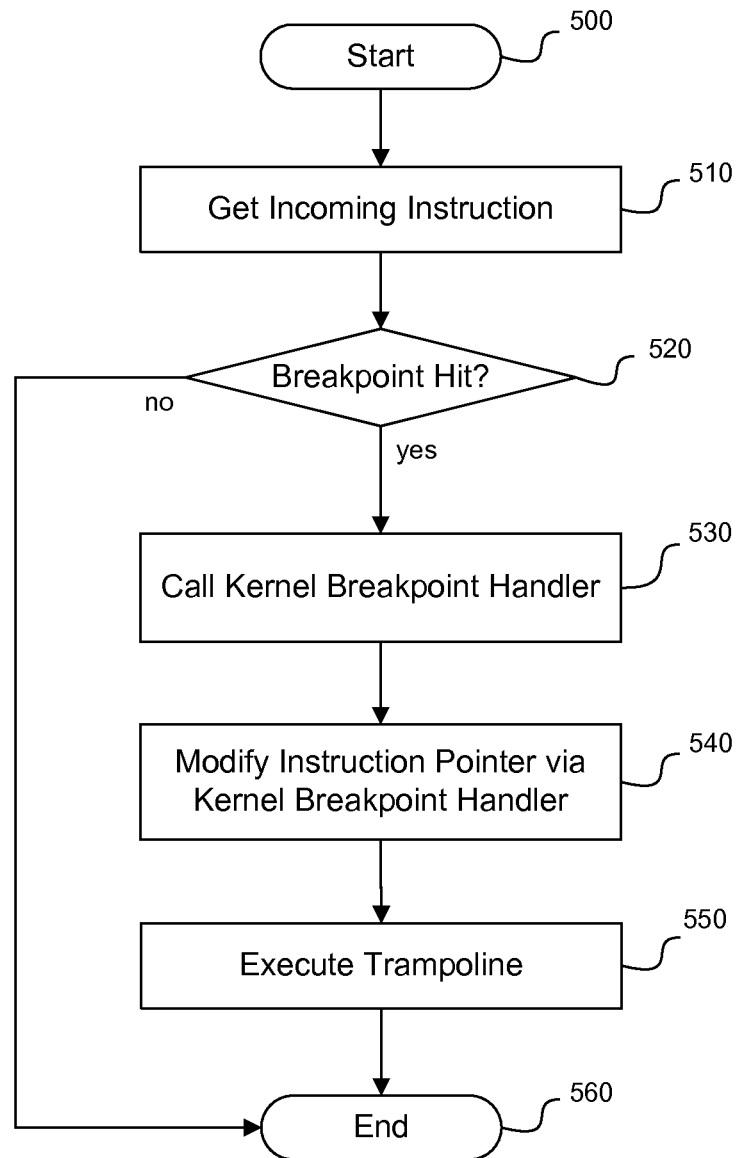 500
Start
510
Get Incoming Instruction
520
Breakpoint Hit?
no
yes
530
Call Kernel Breakpoint Handler
540
Modify Instruction Pointer via
Kernel Breakpoint Handler
550
Execute Trampoline
560
End